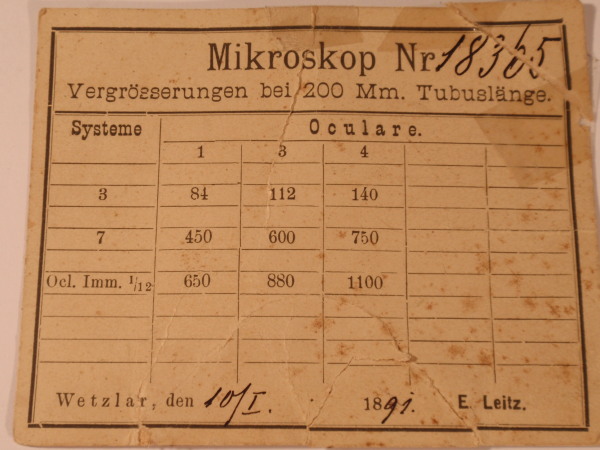 Mikroskop Nr 18365
Vergrösserungen bei 200 Mm. Tubuslänge.
Systeme Oculare.
1 3 4
3 84 112 140
7 450 600 750
Oel. Imm. 1/12 650 880 1100
Wetzlar, den 10/I. 1891. E. Leitz.